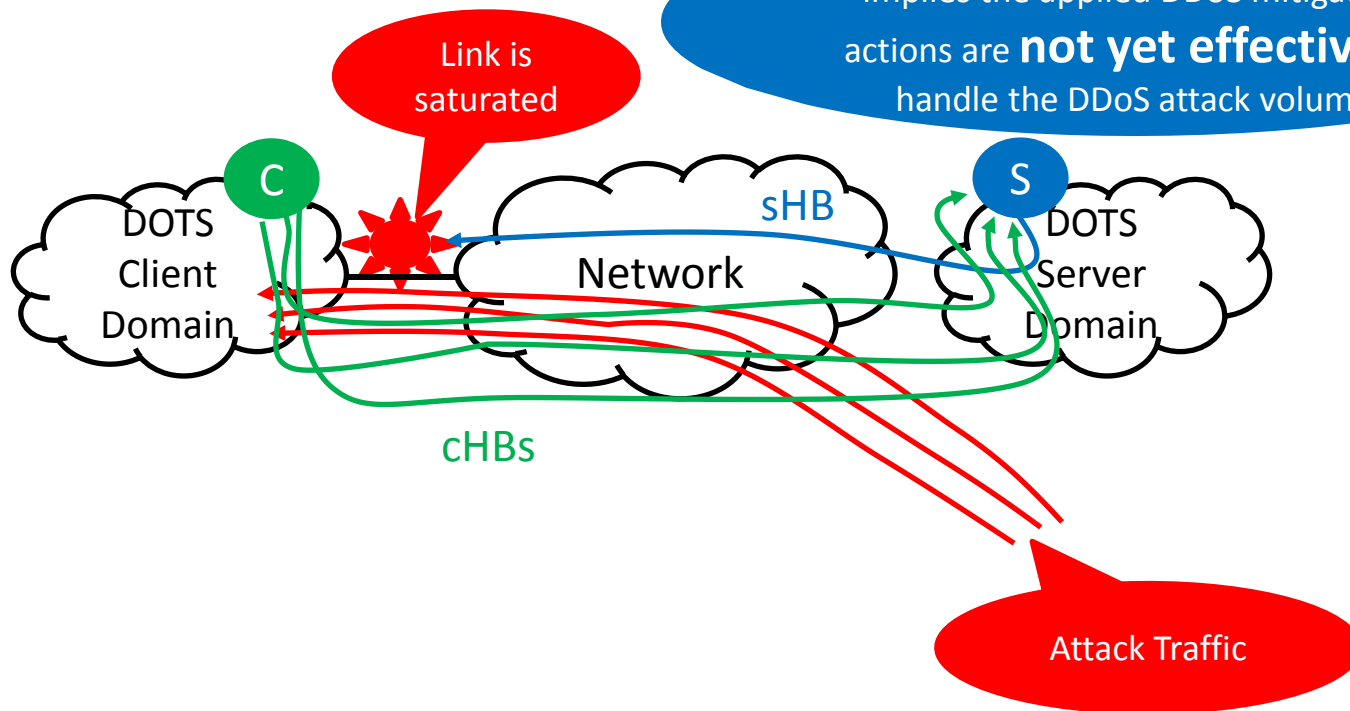 actions are not yet effectiv
handle the DDoS attack volum
Link is
saturated
C
S
DOTS
Client
Domain
sHB
Network
DOTS
Server
Domain
cHBs
Attack Traffic